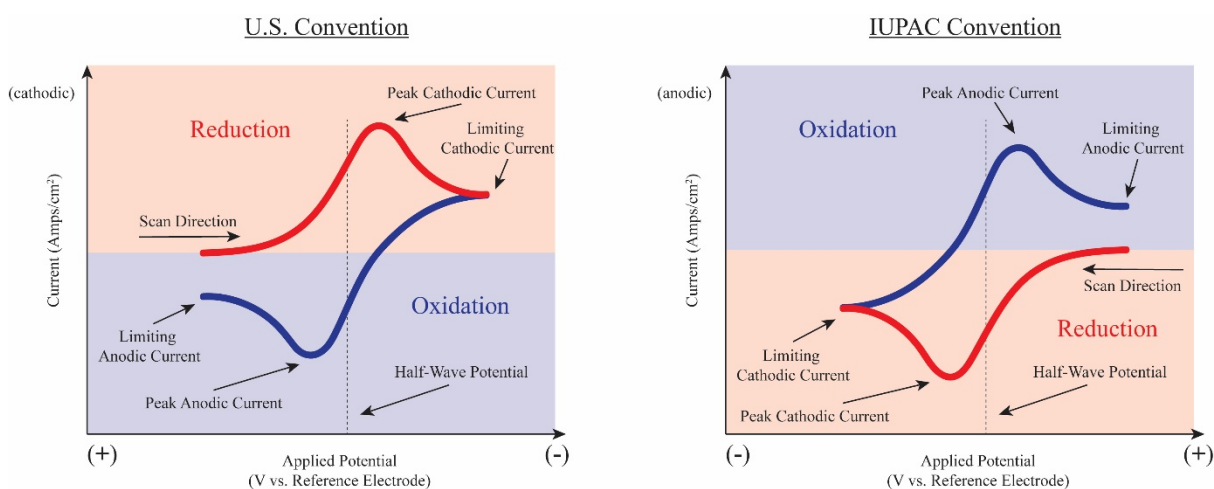 U.S. Convention
(cathodic)
Peak Cathodic Current
Reduction
Limiting
Cathodic Current
Scan Direction
Current (Amps/cm²)
Oxidation
Limiting
Anodic Current
Half-Wave Potential
Peak Anodic Current
(+)
(-)
Applied Potential
(V vs. Reference Electrode)
IUPAC Convention
(anodic)
Peak Anodic Current
Oxidation
Limiting
Anodic Current
Current (Amps/cm²)
Scan Direction
Reduction
Limiting
Cathodic Current
Half-Wave Potential
Peak Cathodic Current
(-)
(+)
Applied Potential
(V vs. Reference Electrode)